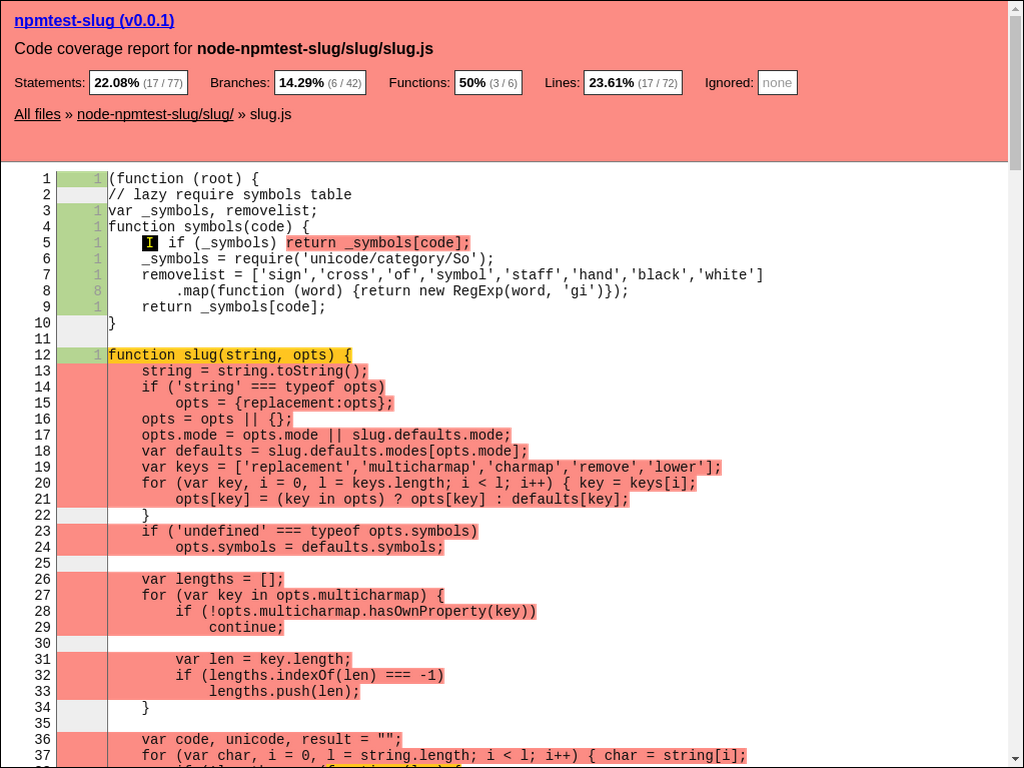 npmtest-slug (v0.0.1)
Code coverage report for node-npmtest-slug/slug/slug.js
Statements: 22.08% (17 / 77) Branches: 14.29% (6 / 42) Functions: 50% (3 / 6) Lines: 23.61% (17 / 72) Ignored: none
All files » node-npmtest-slug/slug/ » slug.js
1 1 (function (root) {
2 // lazy require symbols table
3 1 var _symbols, removelist;
4 1 function symbols(code) {
5 1 I if (_symbols) return _symbols[code];
6 1 _symbols = require('unicode/category/So');
7 1 removelist = ['sign','cross','of','symbol','staff','hand','black','white']
8 8 .map(function (word) {return new RegExp(word, 'gi')});
9 1 return _symbols[code];
10 }
11
12 1 function slug(string, opts) {
13 string = string.toString();
14 if ('string' === typeof opts)
15 opts = {replacement:opts};
16 opts = opts || {};
17 opts.mode = opts.mode || slug.defaults.mode;
18 var defaults = slug.defaults.modes[opts.mode];
19 var keys = ['replacement','multicharmap','charmap','remove','lower'];
20 for (var key, i = 0, l = keys.length; i < l; i++) { key = keys[i];
21 opts[key] = (key in opts) ? opts[key] : defaults[key];
22 }
23 if ('undefined' === typeof opts.symbols)
24 opts.symbols = defaults.symbols;
25
26 var lengths = [];
27 for (var key in opts.multicharmap) {
28 if (!opts.multicharmap.hasOwnProperty(key))
29 continue;
30
31 var len = key.length;
32 if (lengths.indexOf(len) === -1)
33 lengths.push(len);
34 }
35
36 var code, unicode, result = "";
37 for (var char, i = 0, l = string.length; i < l; i++) { char = string[i];